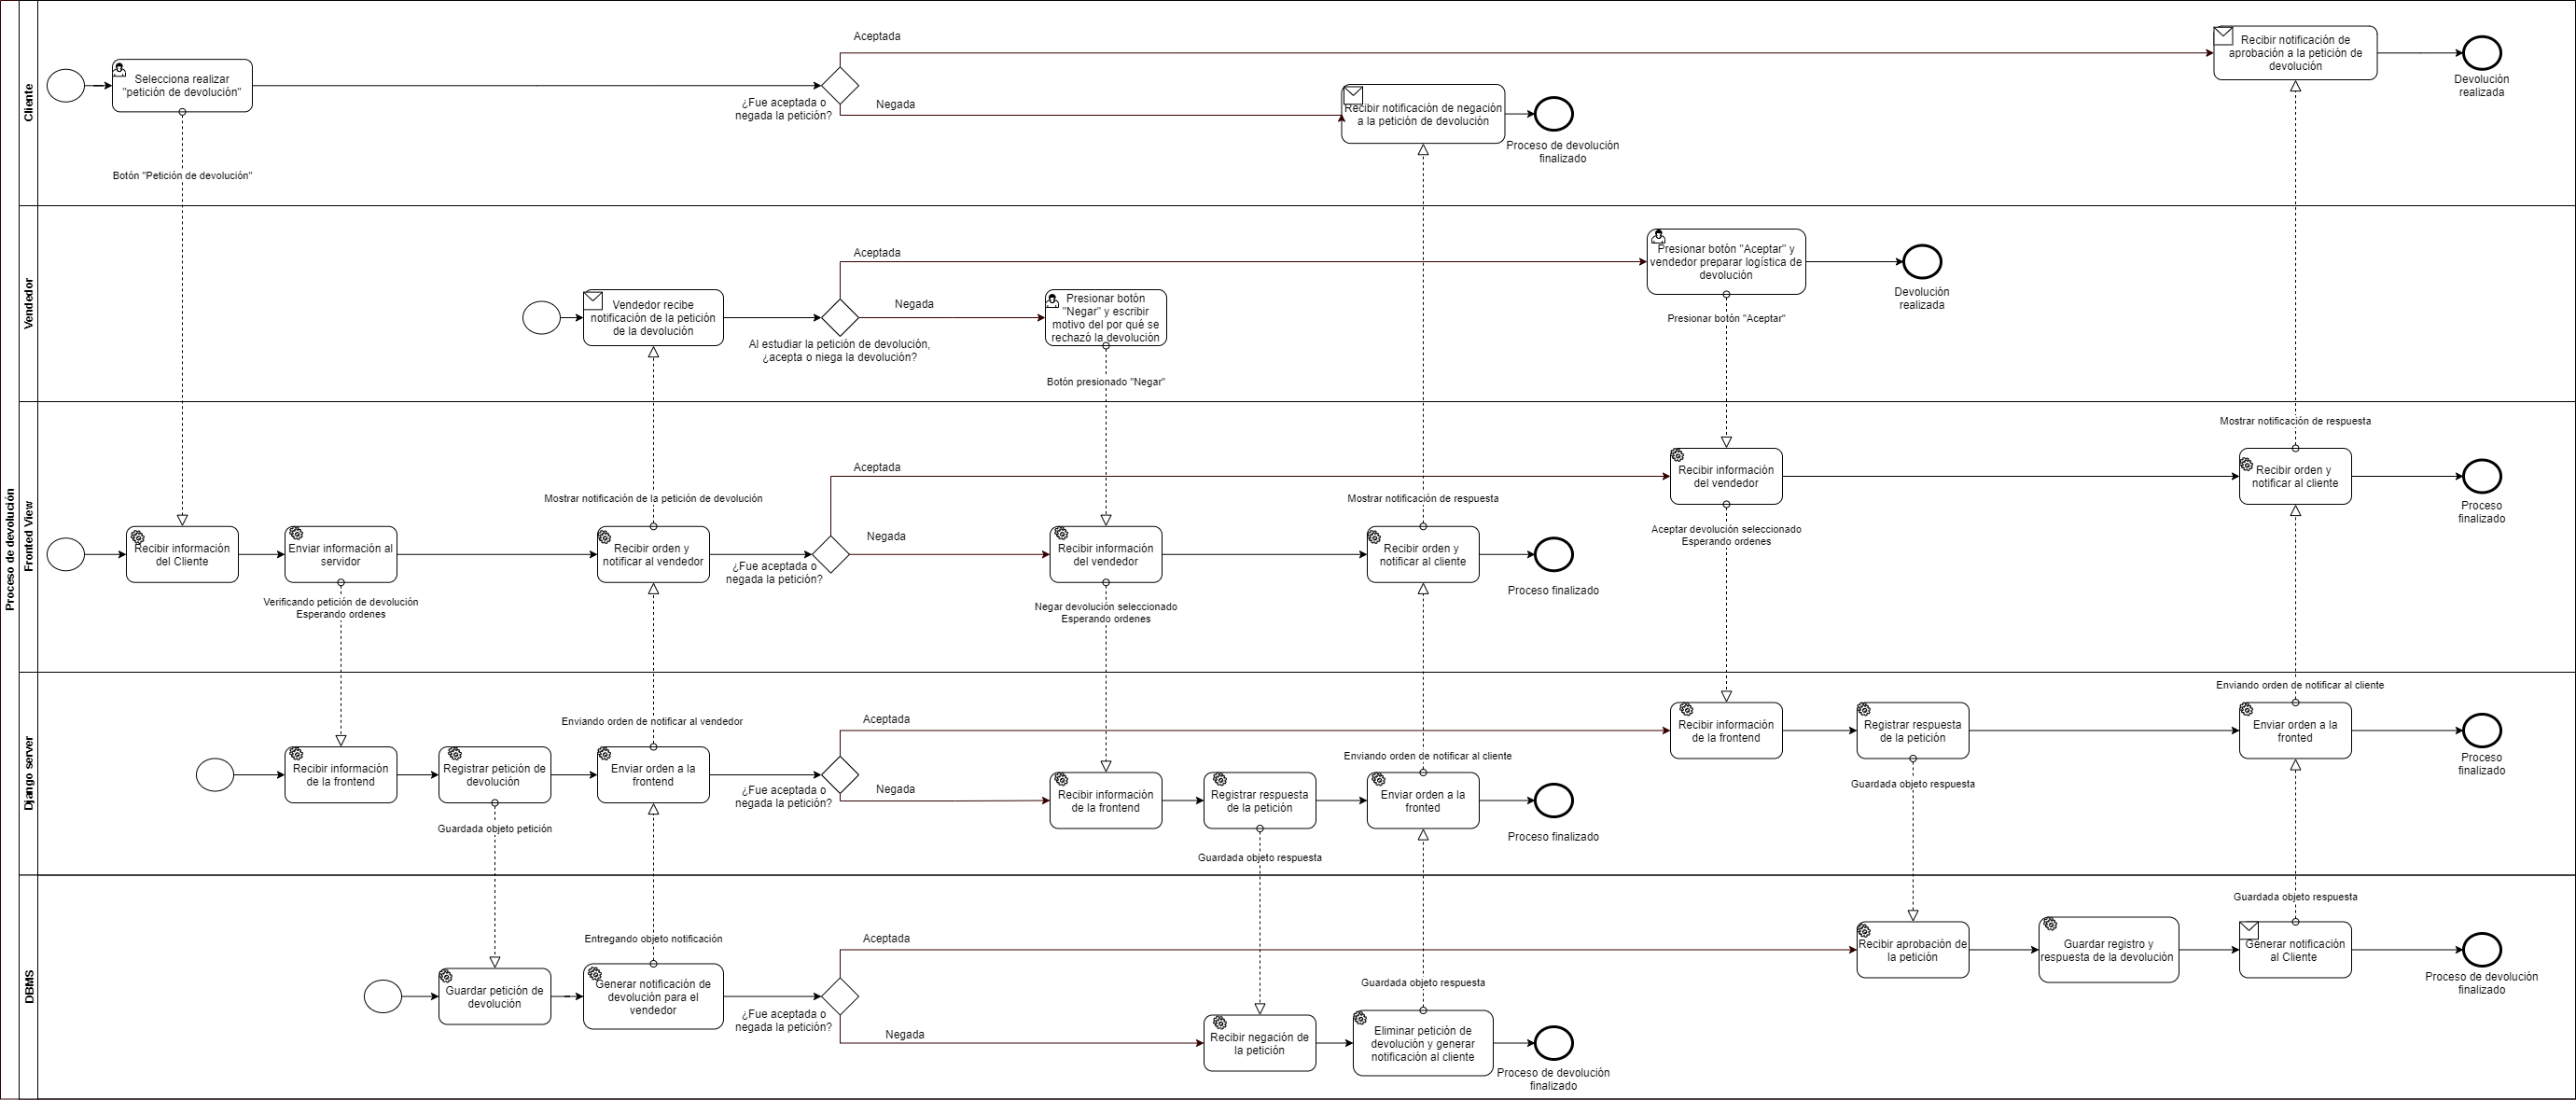 Proceso de devolución
Cliente
Selecciona realizar
"petición de devolución"
Botón "Petición de devolución"
¿Fue aceptada o
negada la petición?
Aceptada
Negada
Recibir notificación de negación
a la petición de devolución
Proceso de devolución
finalizado
Recibir notificación de
aprobación a la petición de
devolución
Devolución
realizada
Vendedor
Vendedor recibe
notificación de la petición
de la devolución
Al estudiar la petición de devolución,
¿acepta o niega la devolución?
Aceptada
Negada
Presionar botón
"Negar" y escribir
motivo del por qué se
rechazó la devolución
Botón presionado "Negar"
Presionar botón "Aceptar" y
vendedor preparar logística de
devolución
Presionar botón "Aceptar"
Devolución
realizada
Fronted View
Recibir información
del Cliente
Enviar información al
servidor
Verificando petición de devolución
Esperando ordenes
Mostrar notificación de la petición de devolución
Recibir orden y
notificar al vendedor
¿Fue aceptada o
negada la petición?
Aceptada
Negada
Recibir información
del vendedor
Negar devolución seleccionado
Esperando ordenes
Mostrar notificación de respuesta
Recibir orden y
notificar al cliente
Proceso finalizado
Recibir información
del vendedor
Aceptar devolución seleccionado
Esperando ordenes
Mostrar notificación de respuesta
Recibir orden y
notificar al cliente
Proceso
finalizado
Django server
Recibir información
de la frontend
Registrar petición de
devolución
Guardada objeto petición
Enviando orden de notificar al vendedor
Enviar orden a la
frontend
¿Fue aceptada o
negada la petición?
Aceptada
Negada
Recibir información
de la frontend
Registrar respuesta
de la petición
Guardada objeto respuesta
Enviando orden de notificar al cliente
Enviar orden a la
fronted
Proceso finalizado
Recibir información
de la frontend
Registrar respuesta
de la petición
Guardada objeto respuesta
Enviando orden de notificar al cliente
Enviar orden a la
fronted
Proceso
finalizado
DBMS
Guardar petición de
devolución
Entregando objeto notificación
Generar notificación de
devolución para el
vendedor
¿Fue aceptada o
negada la petición?
Aceptada
Negada
Recibir negación de
la petición
Guardada objeto respuesta
Eliminar petición de
devolución y generar
notificación al cliente
Proceso de devolución
finalizado
Recibir aprobación de
la petición
Guardar registro y
respuesta de la devolución
Guardada objeto respuesta
Generar notificación
al Cliente
Proceso de devolución
finalizado